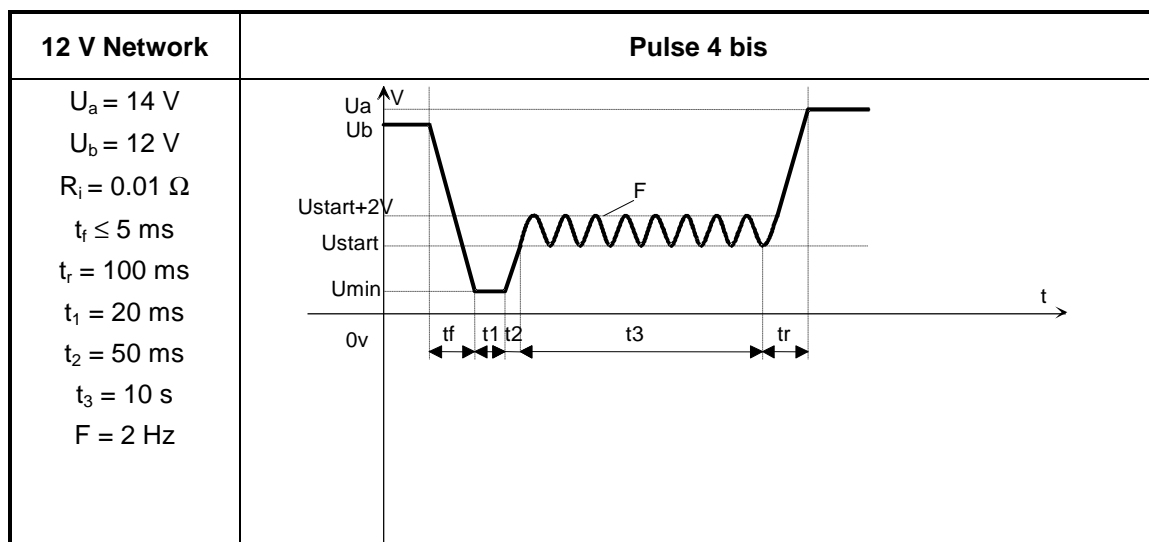 12 V Network
Pulse 4 bis
Ua = 14 V
Ub = 12 V
Ri = 0.01 Ω
tf ≤ 5 ms
tr = 100 ms
t1 = 20 ms
t2 = 50 ms
t3 = 10 s
F = 2 Hz
V
Ua
Ub
F
Ustart+2V
Ustart
Umin
t
0v
tf
t1
t2
t3
tr